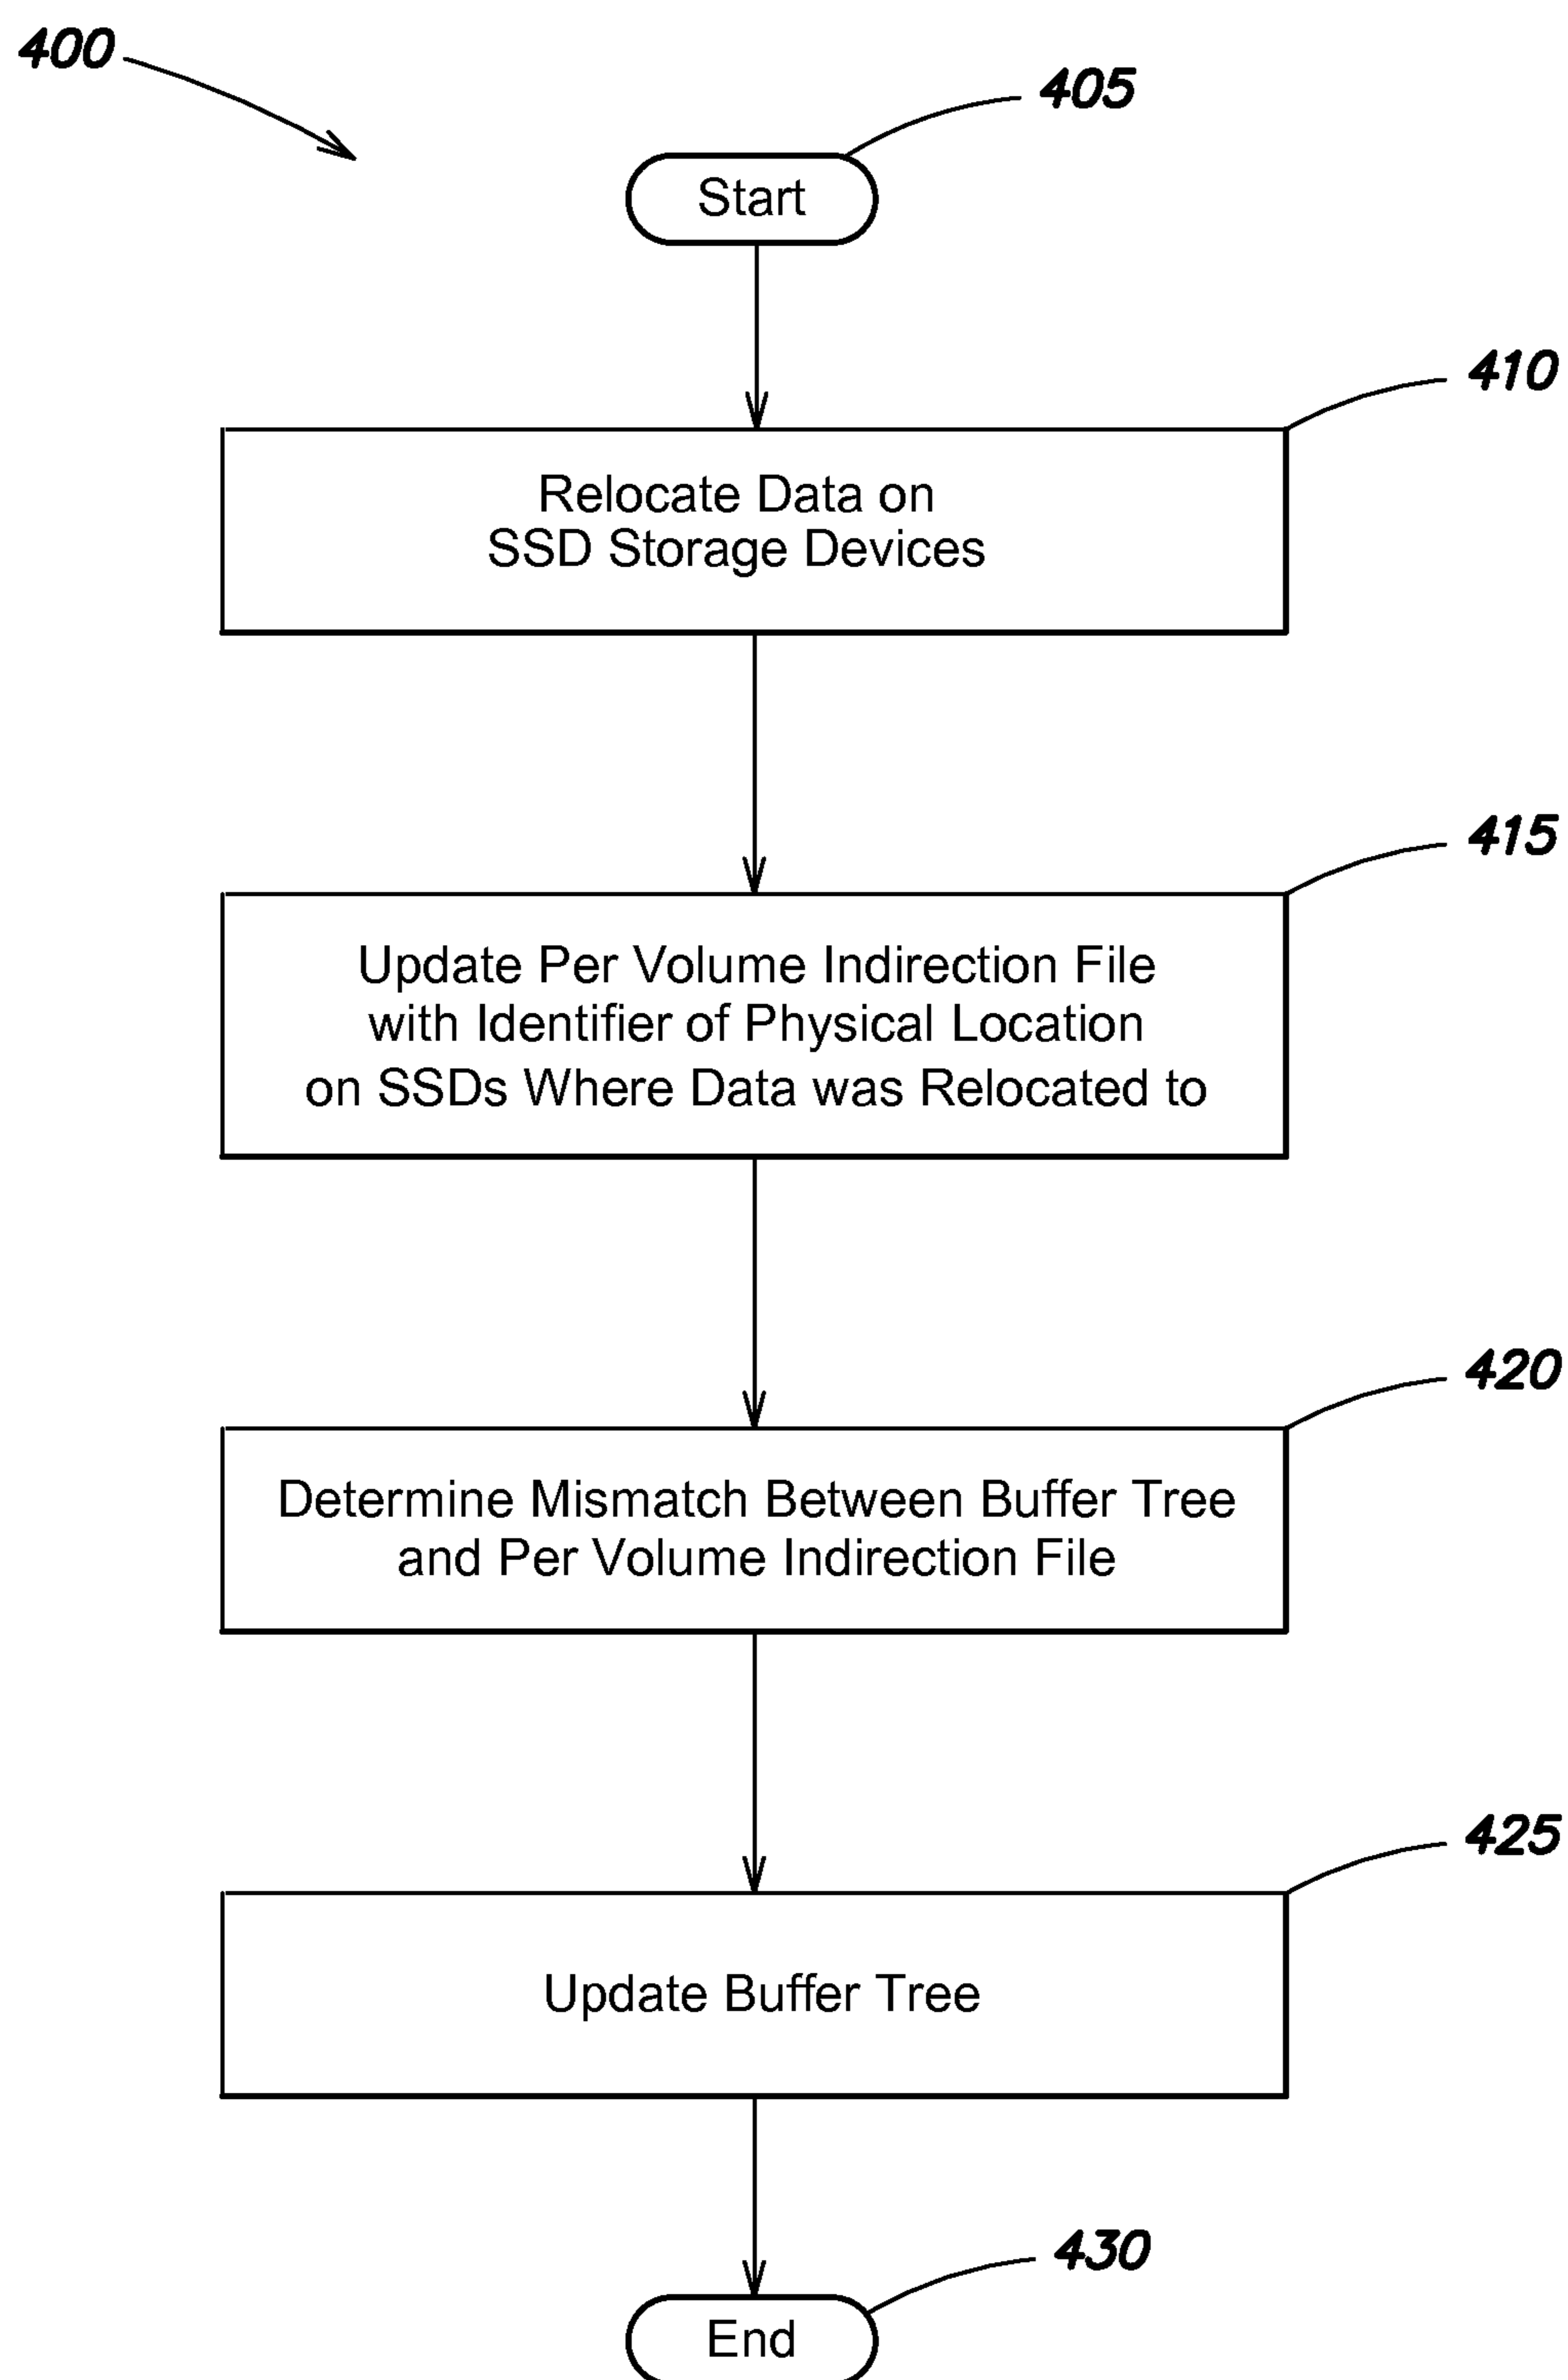 400
405
Start
410
Relocate Data on
SSD Storage Devices
415
Update Per Volume Indirection File
with Identifier of Physical Location
on SSDs Where Data was Relocated to
420
Determine Mismatch Between Buffer Tree
and Per Volume Indirection File
425
Update Buffer Tree
430
End